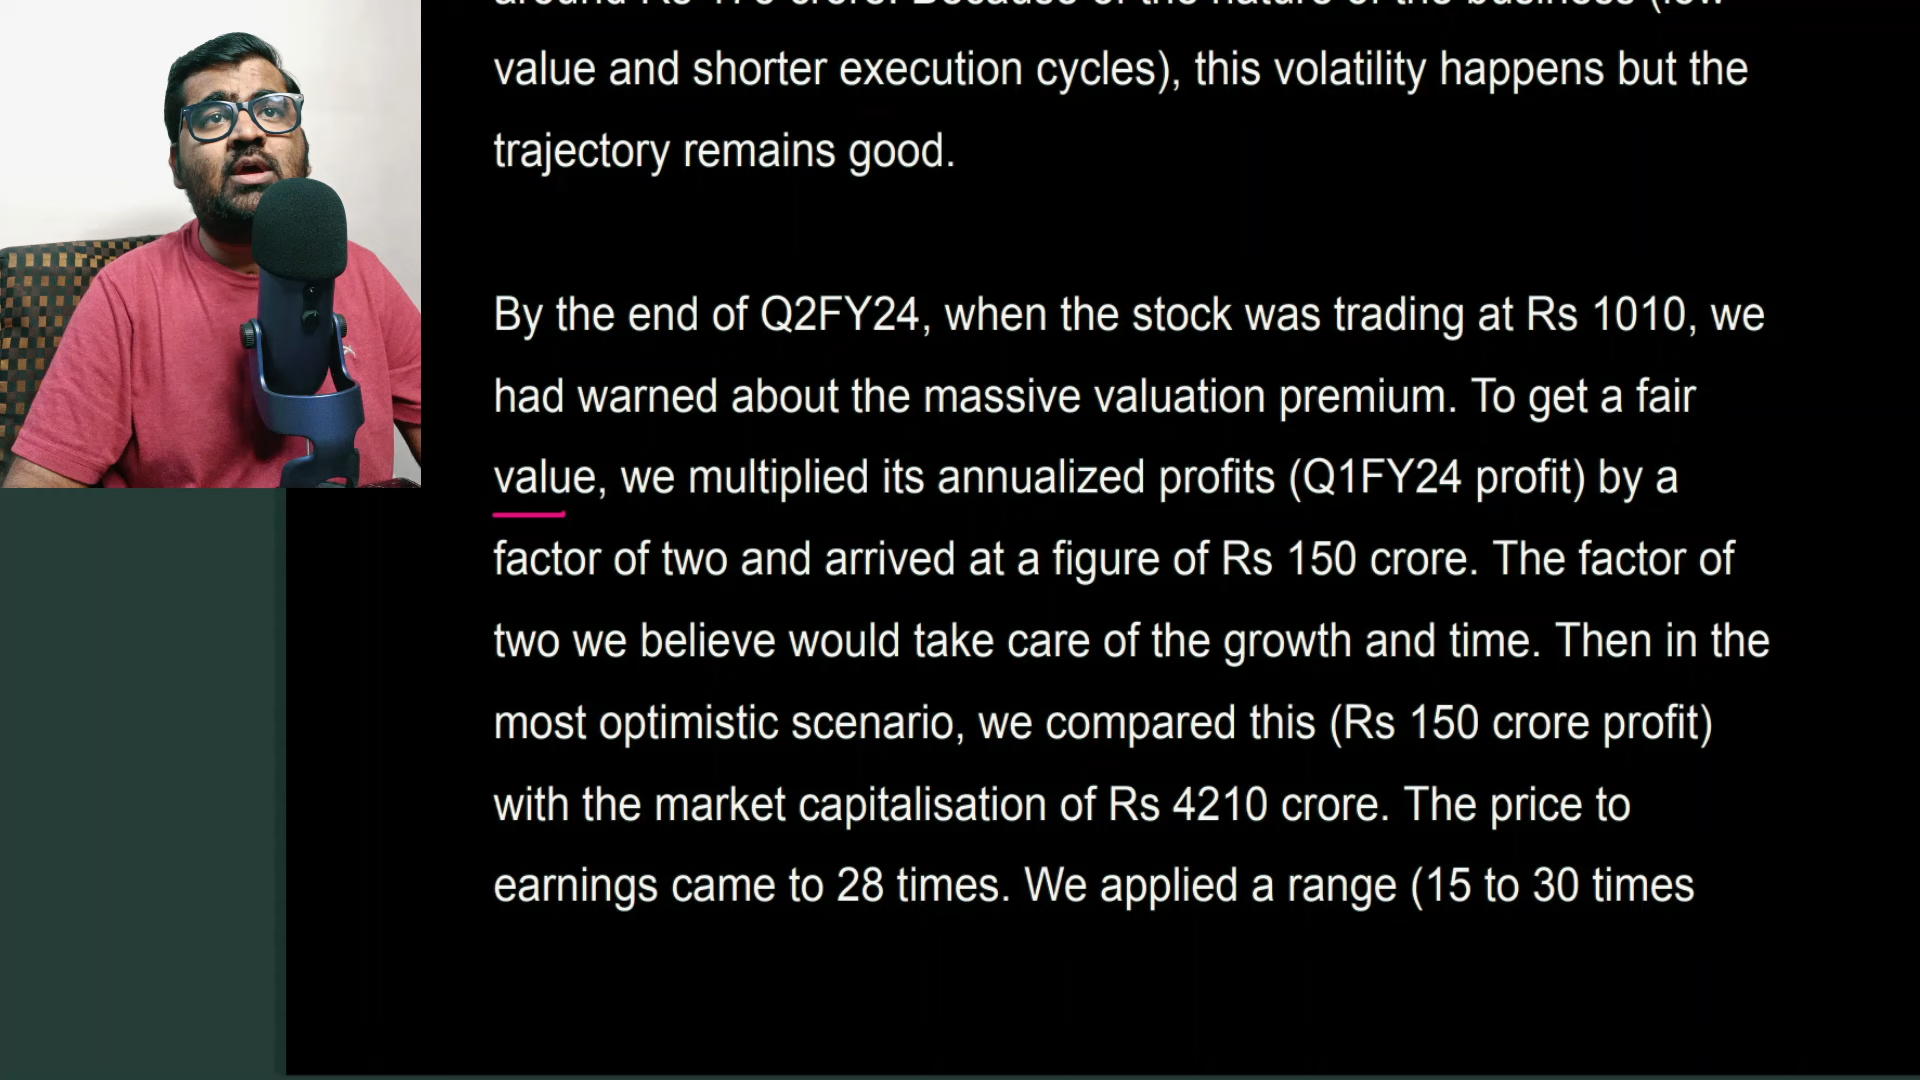 value and shorter execution cycles), this volatility happens but the
trajectory remains good.
By the end of Q2FY24, when the stock was trading at Rs 1010, we
had warned about the massive valuation premium. To get a fair
value, we multiplied its annualized profits (Q1FY24 profit) by a
factor of two and arrived at a figure of Rs 150 crore. The factor of
two we believe would take care of the growth and time. Then in the
most optimistic scenario, we compared this (Rs 150 crore profit)
with the market capitalisation of Rs 4210 crore. The price to
earnings came to 28 times. We applied a range (15 to 30 times